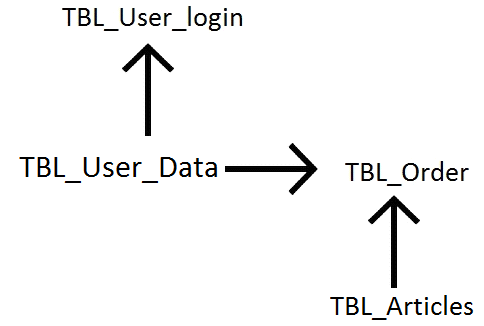 TBL_User_login
TBL_User_Data
TBL_Order
TBL_Articles